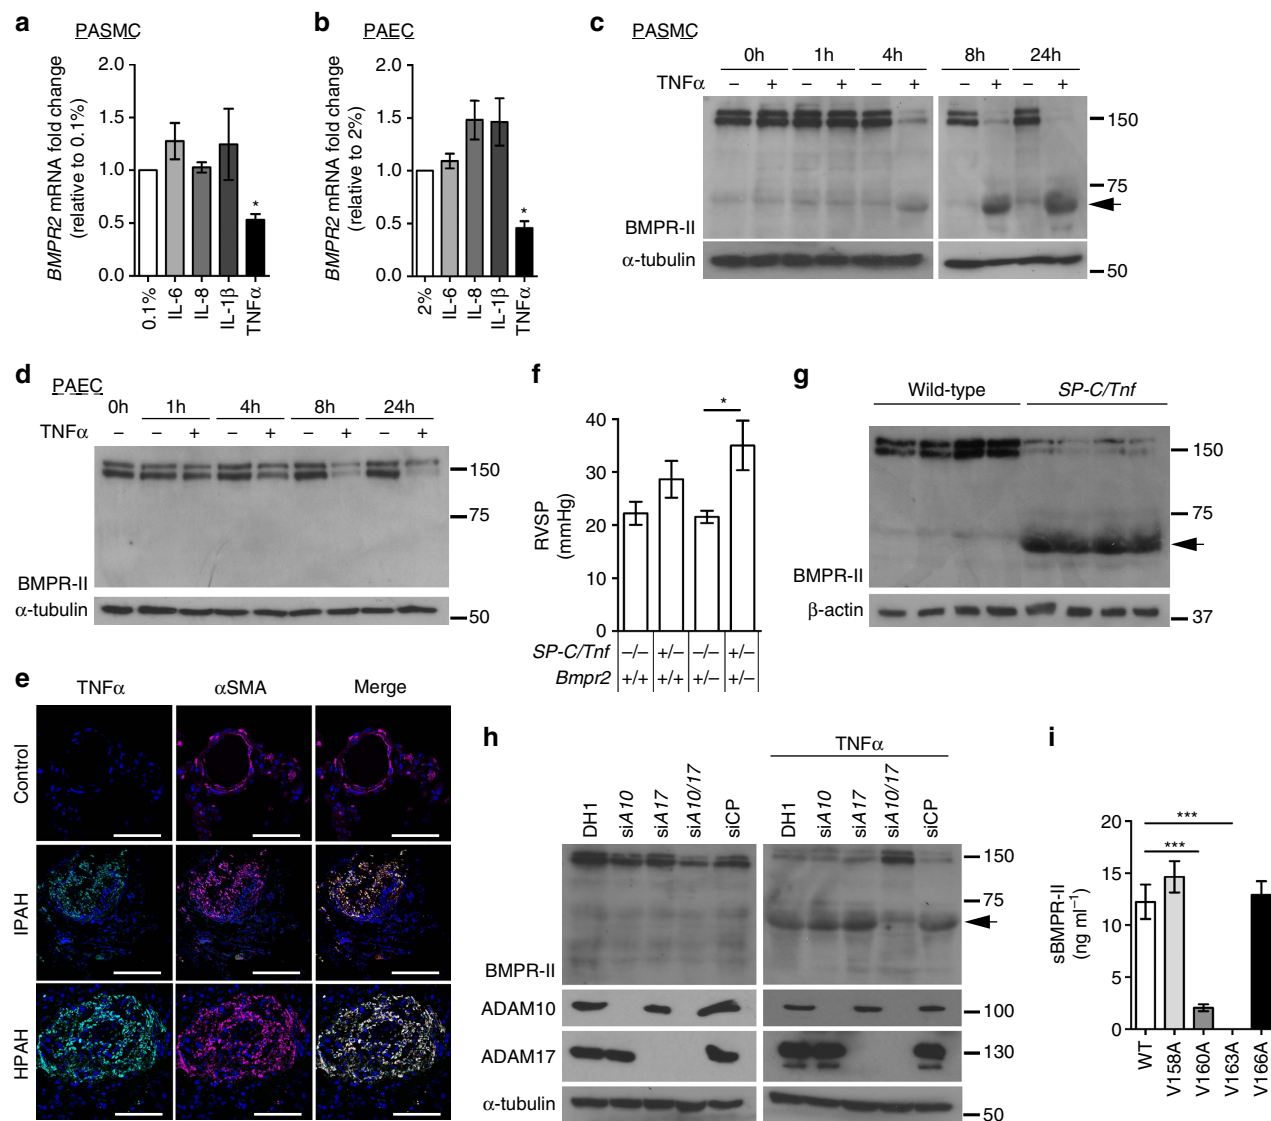 a
PASMC
BMPR2 mRNA fold change
(relative to 0.1%)
2.0
1.5
1.0
0.5
0.0
0.1%
IL-6
IL-8
IL-1β
TNFα
*
b
PAEC
BMPR2 mRNA fold change
(relative to 2%)
2.0
1.5
1.0
0.5
0.0
2%
IL-6
IL-8
IL-1β
TNFα
*
c
PASMC
0h 1h 4h 8h 24h
TNFα – + – + – + – + – +
150
75
BMPR-II
α-tubulin
50
d
PAEC
0h 1h 4h 8h 24h
TNFα – – + – + – + – +
150
75
BMPR-II
α-tubulin
50
e
TNFα αSMA Merge
Control
IPAH
HPAH
f
RVSP
(mmHg)
40
30
20
10
0
*
SP-C/Tnf –/– +/– –/– +/–
Bmpr2 +/+ +/+ +/– +/–
g
Wild-type SP-C/Tnf
150
75
BMPR-II
β-actin
37
h
TNFα
DH1 siA10 siA17 siA10/17 siCP DH1 siA10 siA17 siA10/17 siCP
150
75
BMPR-II
ADAM10
100
ADAM17
130
α-tubulin
50
i
sBMPR-II
(ng ml⁻¹)
20
15
10
5
0
***
***
WT
V158A
V160A
V163A
V166A